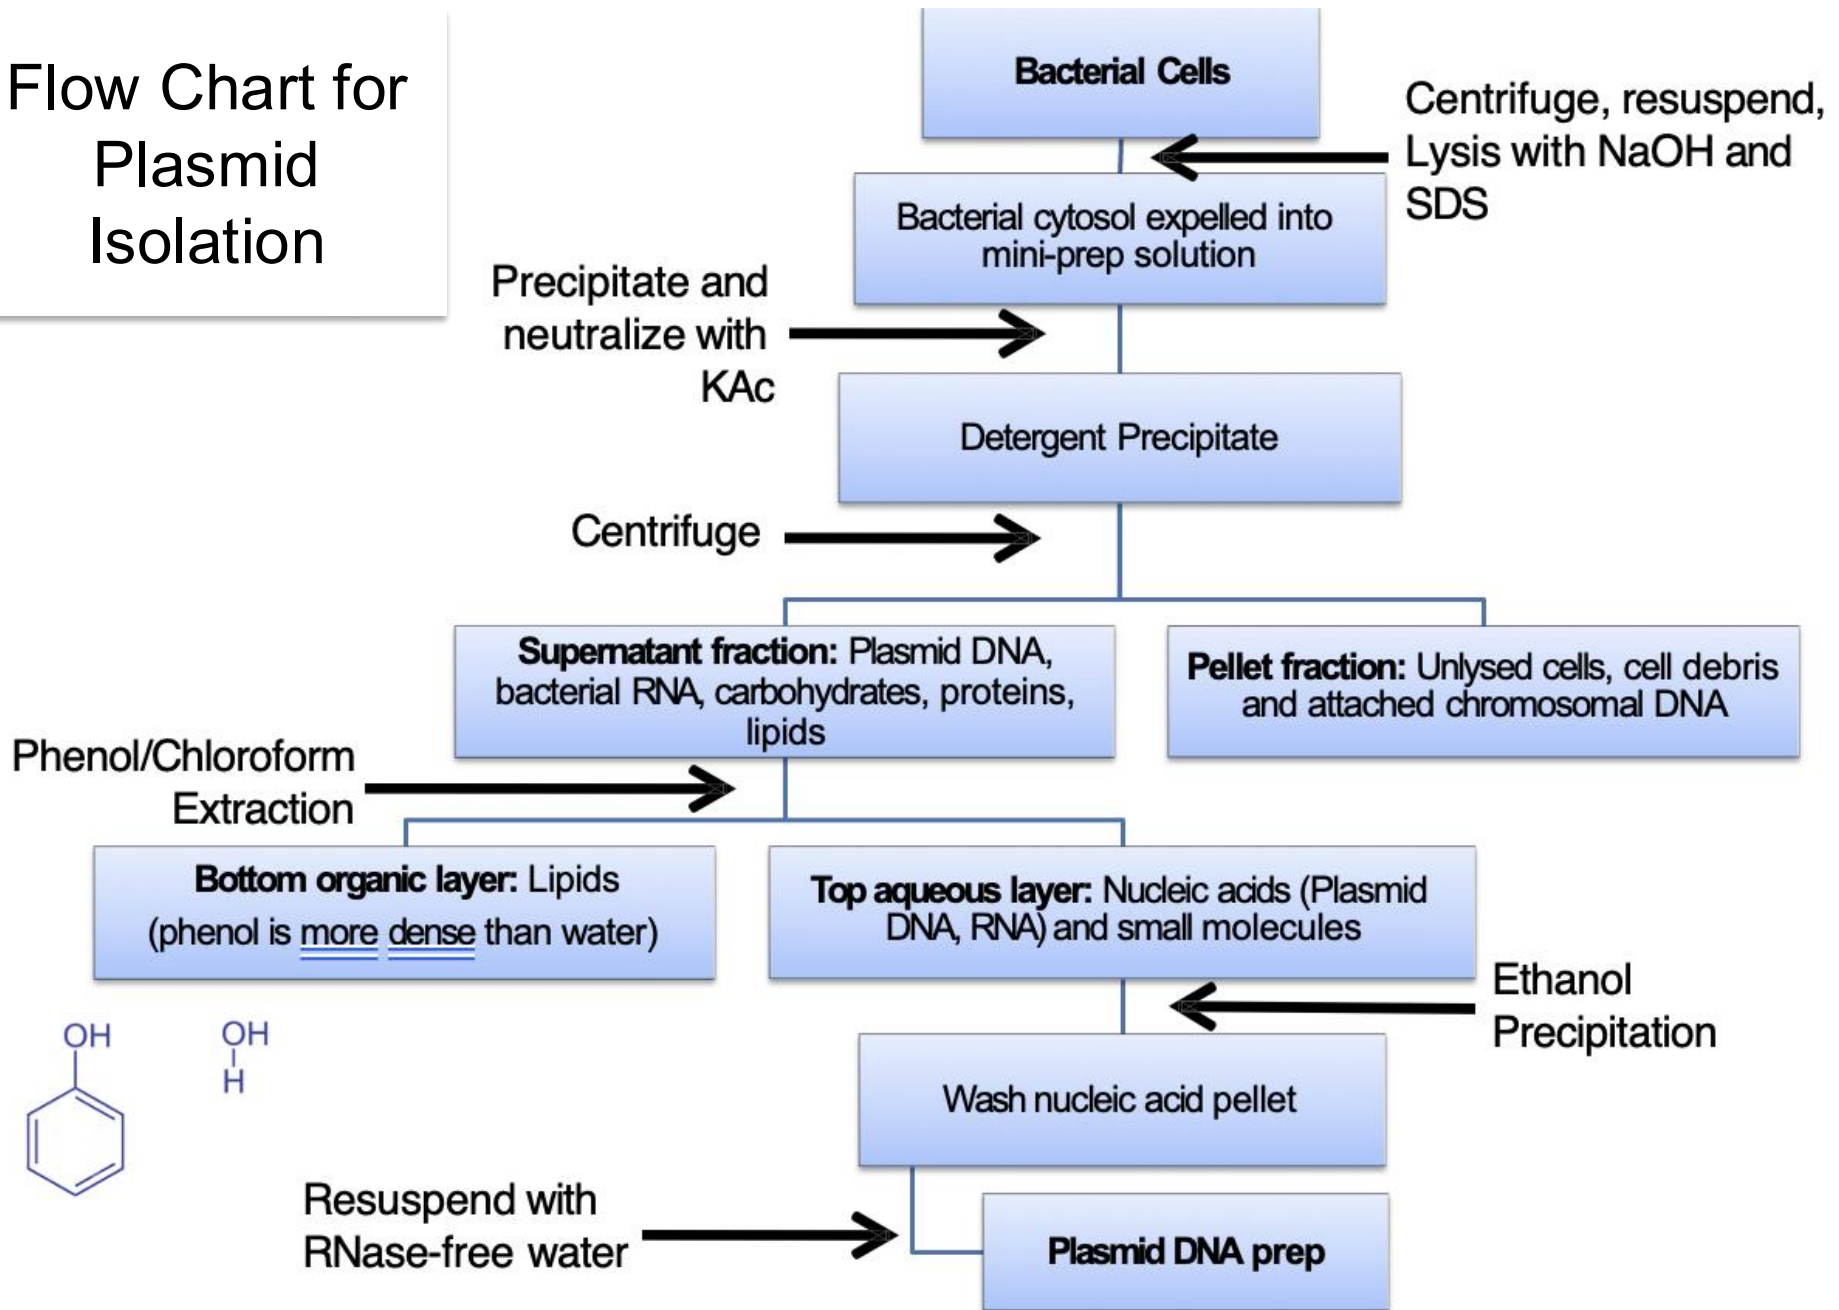 Flow Chart for
Plasmid
Isolation
Bacterial Cells
Centrifuge, resuspend,
Lysis with NaOH and
SDS
Bacterial cytosol expelled into
mini-prep solution
Precipitate and
neutralize with
KAc
Detergent Precipitate
Centrifuge
Supernatant fraction: Plasmid DNA,
bacterial RNA, carbohydrates, proteins,
lipids
Pellet fraction: Unlysed cells, cell debris
and attached chromosomal DNA
Phenol/Chloroform
Extraction
Bottom organic layer: Lipids
(phenol is more dense than water)
Top aqueous layer: Nucleic acids (Plasmid
DNA, RNA) and small molecules
Ethanol
Precipitation
OH
OH
H
Wash nucleic acid pellet
Resuspend with
RNase-free water
Plasmid DNA prep